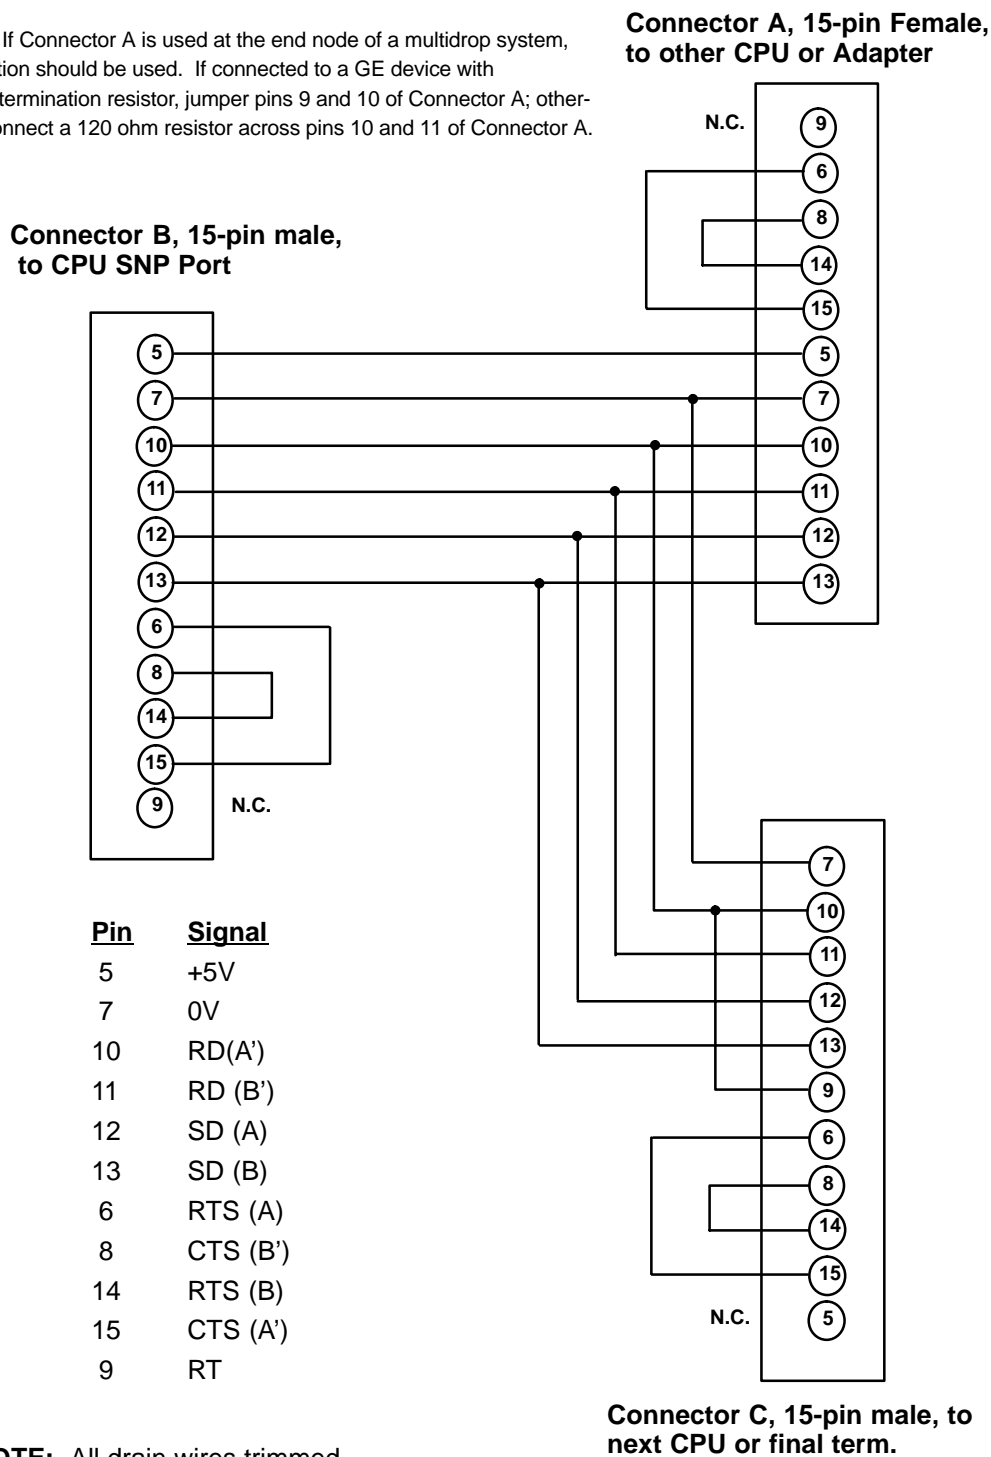 If Connector A is used at the end node of a multidrop system,
tion should be used. If connected to a GE device with
termination resistor, jumper pins 9 and 10 of Connector A; other-
onnect a 120 ohm resistor across pins 10 and 11 of Connector A.
Connector A, 15-pin Female,
to other CPU or Adapter
N.C.
9
6
8
14
15
5
7
10
11
12
13
Connector B, 15-pin male,
to CPU SNP Port
5
7
10
11
12
13
6
8
14
15
9
N.C.
7
10
11
12
13
9
6
8
14
15
N.C.
5
Connector C, 15-pin male, to
next CPU or final term.
Pin Signal
5 +5V
7 0V
10 RD(A’)
11 RD (B’)
12 SD (A)
13 SD (B)
6 RTS (A)
8 CTS (B’)
14 RTS (B)
15 CTS (A’)
9 RT
OTE: All drain wires trimmed